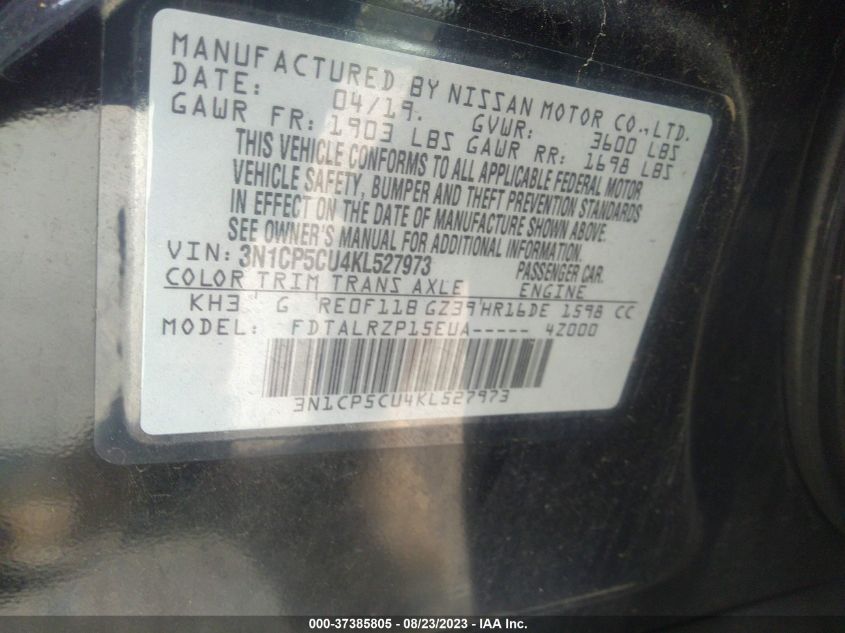 MANUFACTURED BY NISSAN MOTOR CO.,LTD.
DATE: 04/19. GVWR: 3600 LBS
GAWR FR: 1903 LBS GAWR RR: 1698 LBS
THIS VEHICLE CONFORMS TO ALL APPLICABLE FEDERAL MOTOR
VEHICLE SAFETY, BUMPER AND THEFT PREVENTION STANDARDS
IN EFFECT ON THE DATE OF MANUFACTURE SHOWN ABOVE.
SEE OWNER'S MANUAL FOR ADDITIONAL INFORMATION.
VIN: 3N1CP5CU4KL527973 PASSENGER CAR.
COLOR TRIM TRANS AXLE ENGINE
KH3 G RE0F11B GZ39 HR16DE 1598 CC
MODEL: FDTALRZP15EUA----- 4Z000
3N1CP5CU4KL527973
000-37385805 - 08/23/2023 - IAA Inc.